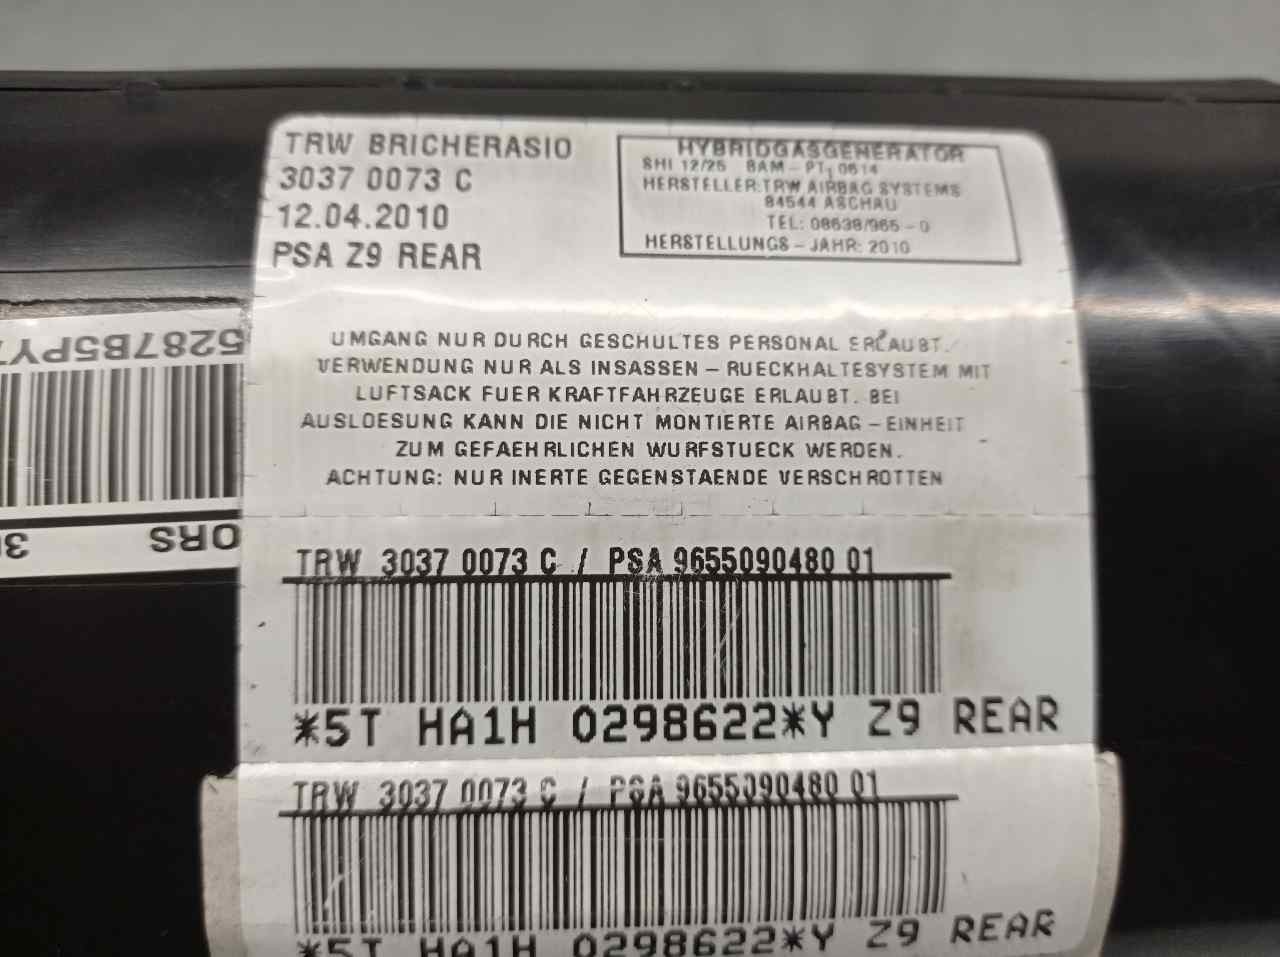 TRW BRICHERASIO
3037 0073 C
12.04.2010
PSA Z9 REAR
HYBRIDGASGENERATOR
SHI 12/25 BAM - PT1 0614
HERSTELLER: TRW AIRBAG SYSTEMS
84544 ASCHAU
TEL: 08638/965 - 0
HERSTELLUNGS - JAHR: 2010
UMGANG NUR DURCH GESCHULTES PERSONAL ERLAUBT.
VERWENDUNG NUR ALS INSASSEN - RUECKHALTESYSTEM MIT
LUFTSACK FUER KRAFTFAHRZEUGE ERLAUBT. BEI
AUSLOESUNG KANN DIE NICHT MONTIERTE AIRBAG - EINHEIT
ZUM GEFAEHRLICHEN WURFSTUECK WERDEN.
ACHTUNG: NUR INERTE GEGENSTAENDE VERSCHROTTEN
5287B5PY
ORS
TRW 3037 0073 C / PSA 9655090480 01
*5T HA1H 0298622*Y Z9 REAR
TRW 3037 0073 C / PSA 9655090480 01
*5T HA1H 0298622*Y Z9 REAR